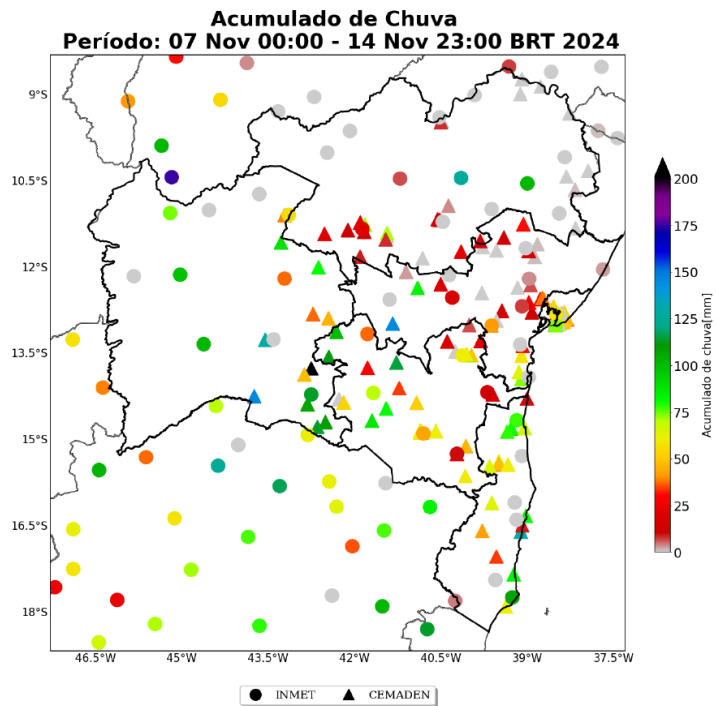 Acumulado de Chuva
Período: 07 Nov 00:00 - 14 Nov 23:00 BRT 2024
9°S
10.5°S
12°S
13.5°S
15°S
16.5°S
18°S
46.5°W 45°W 43.5°W 42°W 40.5°W 39°W 37.5°W
200
175
150
125
100
75
50
25
0
Acumulado de chuva[mm]
INMET CEMADEN